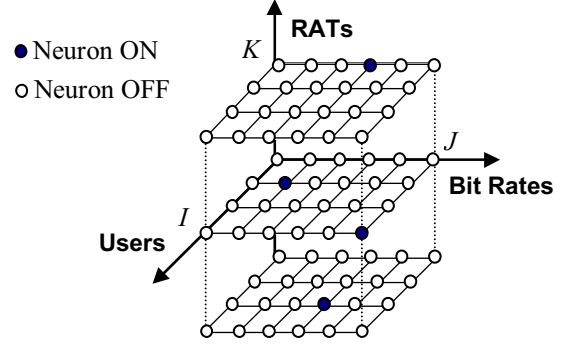 K
RATs
Neuron ON
Neuron OFF
J
Bit Rates
I
Users